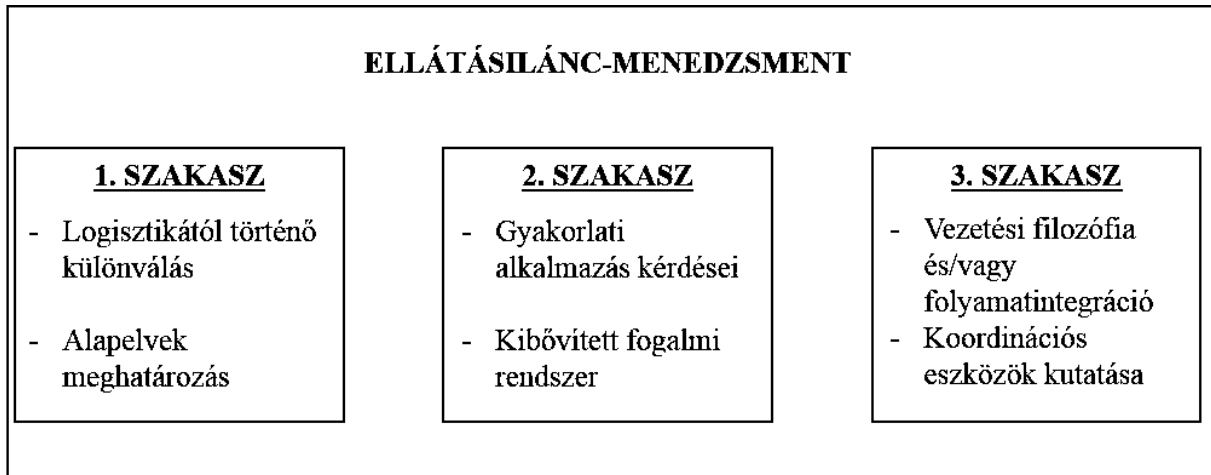 ELLÁTÁSILÁNC-MENEDZSMENT
1. SZAKASZ
- Logisztikától történő
különválás
- Alapelvek
meghatározás
2. SZAKASZ
- Gyakorlati
alkalmazás kérdései
- Kibővített fogalmi
rendszer
3. SZAKASZ
- Vezetési filozófia
és/vagy
folyamatintegráció
- Koordinációs
eszközök kutatása